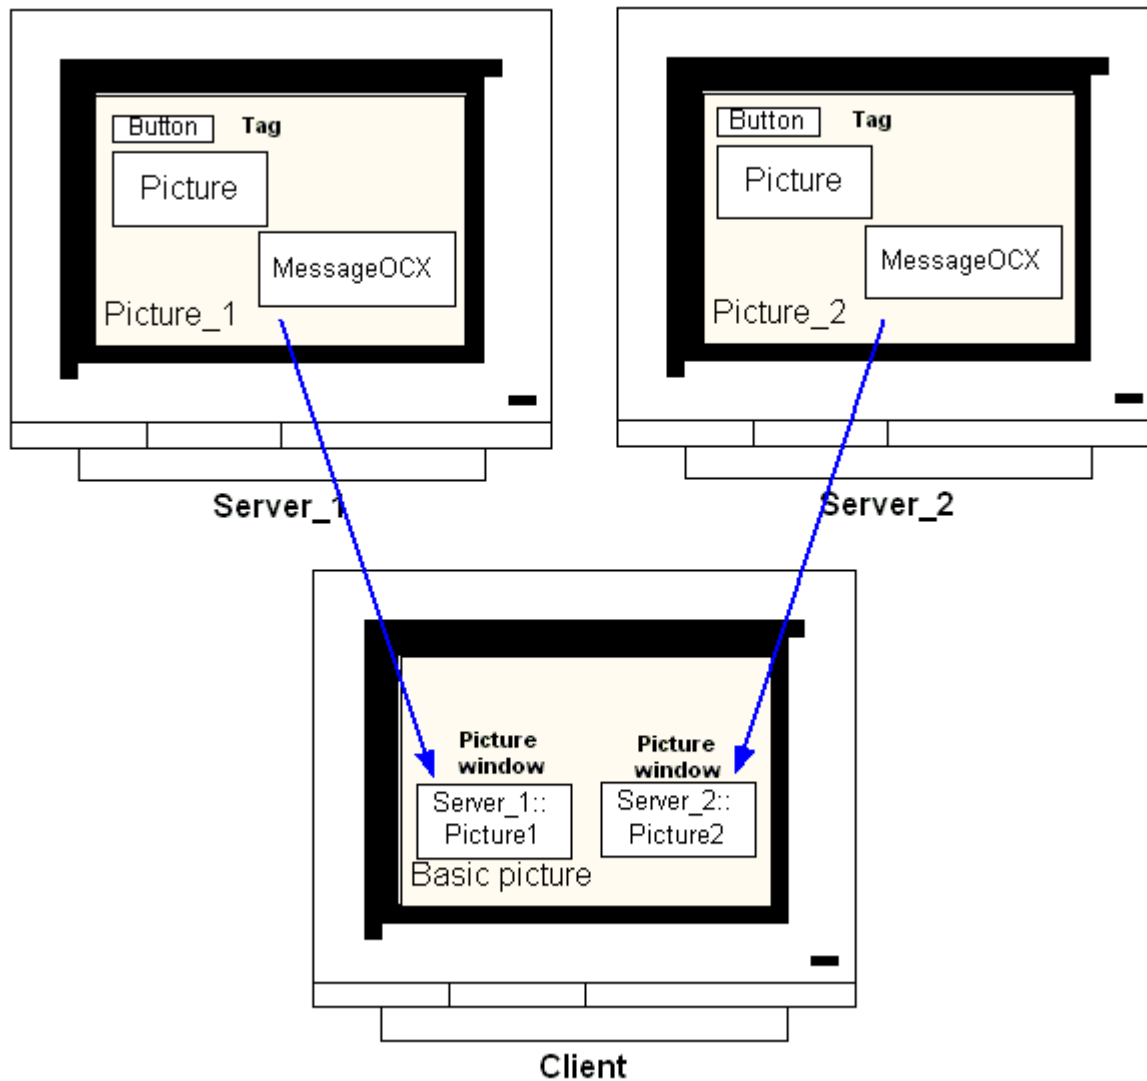 Button Tag
Picture
MessageOCX
Picture_1
Server_1
Button Tag
Picture
MessageOCX
Picture_2
Server_2
Picture
window
Server_1::
Picture1
Picture
window
Server_2::
Picture2
Basic picture
Client